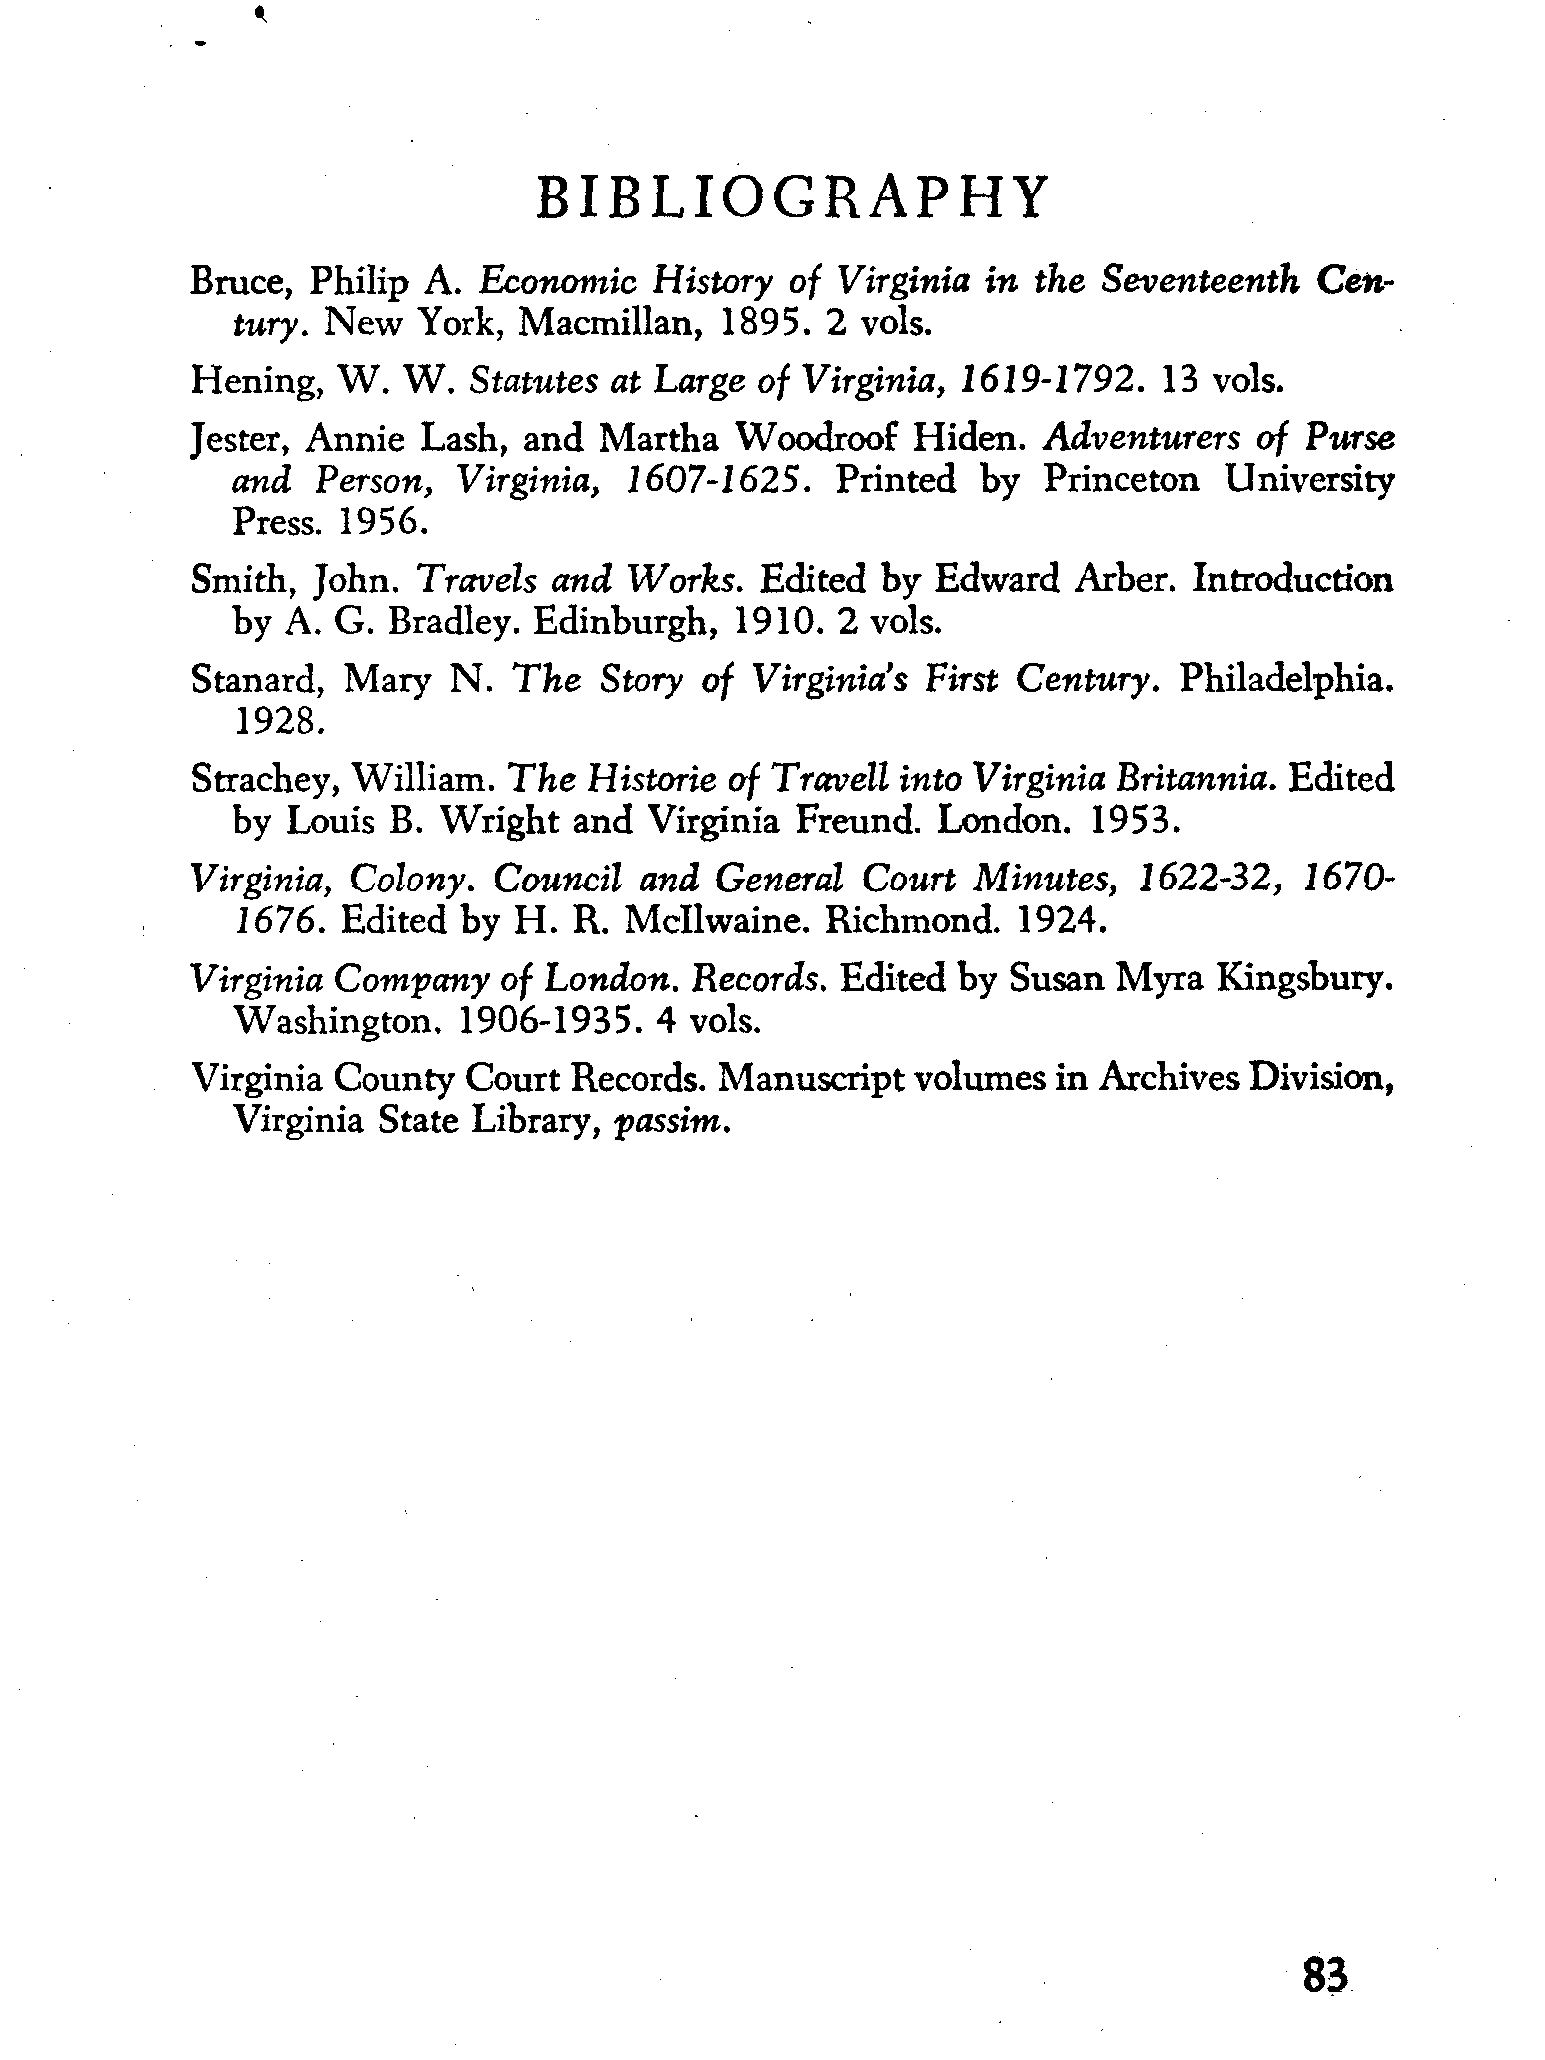 BIBLIOGRAPHY
Bruce, Philip A. Economic History of Virginia in the Seventeenth Cen-
tury. New York, Macmillan, 1895. 2 vols.
Hening, W. W. Statutes at Large of Virginia, 1619-1792. 13 vols.
Jester, Annie Lash, and Martha Woodroof Hiden. Adventurers of Purse
and Person, Virginia, 1607-1625. Printed by Princeton University
Press. 1956.
Smith, John. Travels and Works. Edited by Edward Arber. Introduction
by A. G. Bradley. Edinburgh, 1910. 2 vols.
Stanard, Mary N. The Story of Virginia's First Century. Philadelphia.
1928.
Strachey, William. The Historie of Travell into Virginia Britannia. Edited
by Louis B. Wright and Virginia Freund. London. 1953.
Virginia, Colony. Council and General Court Minutes, 1622-32, 1670-
1676. Edited by H. R. McIlwaine. Richmond. 1924.
Virginia Company of London. Records. Edited by Susan Myra Kingsbury.
Washington. 1906-1935. 4 vols.
Virginia County Court Records. Manuscript volumes in Archives Division,
Virginia State Library, passim.
83